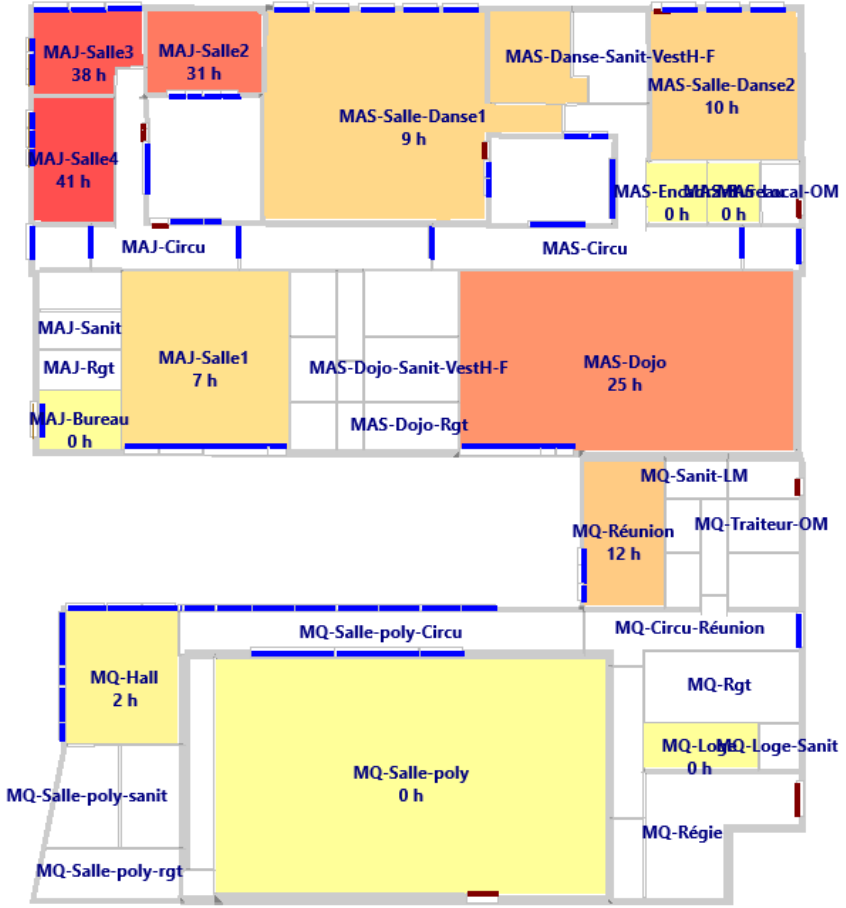 MAJ-Salle3
38 h
MAJ-Salle2
31 h
MAS-Danse-Sanit-VestH-F
MAS-Salle-Danse2
10 h
MAS-Salle-Danse1
9 h
MAJ-Salle4
41 h
0 h
0 h
MAJ-Circu
MAS-Circu
MAJ-Sanit
MAJ-Rgt
MAJ-Salle1
7 h
MAS-Dojo-Sanit-VestH-F
MAS-Dojo
25 h
MAJ-Bureau
0 h
MAS-Dojo-Rgt
MQ-Sanit-LM
MQ-Traiteur-OM
MQ-Réunion
12 h
MQ-Salle-poly-Circu
MQ-Circu-Réunion
MQ-Hall
2 h
MQ-Rgt
MQ-Loge
0 h
MQ-Loge-Sanit
MQ-Salle-poly
0 h
MQ-Salle-poly-sanit
MQ-Régie
MQ-Salle-poly-rgt